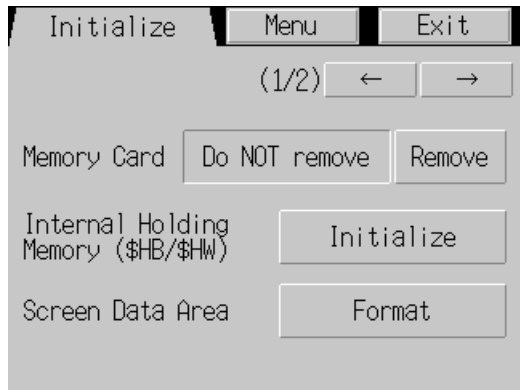 Initialize Menu Exit
(1/2) ← →
Memory Card Do NOT remove Remove
Internal Holding
Memory ($HB/$HW) Initialize
Screen Data Area Format